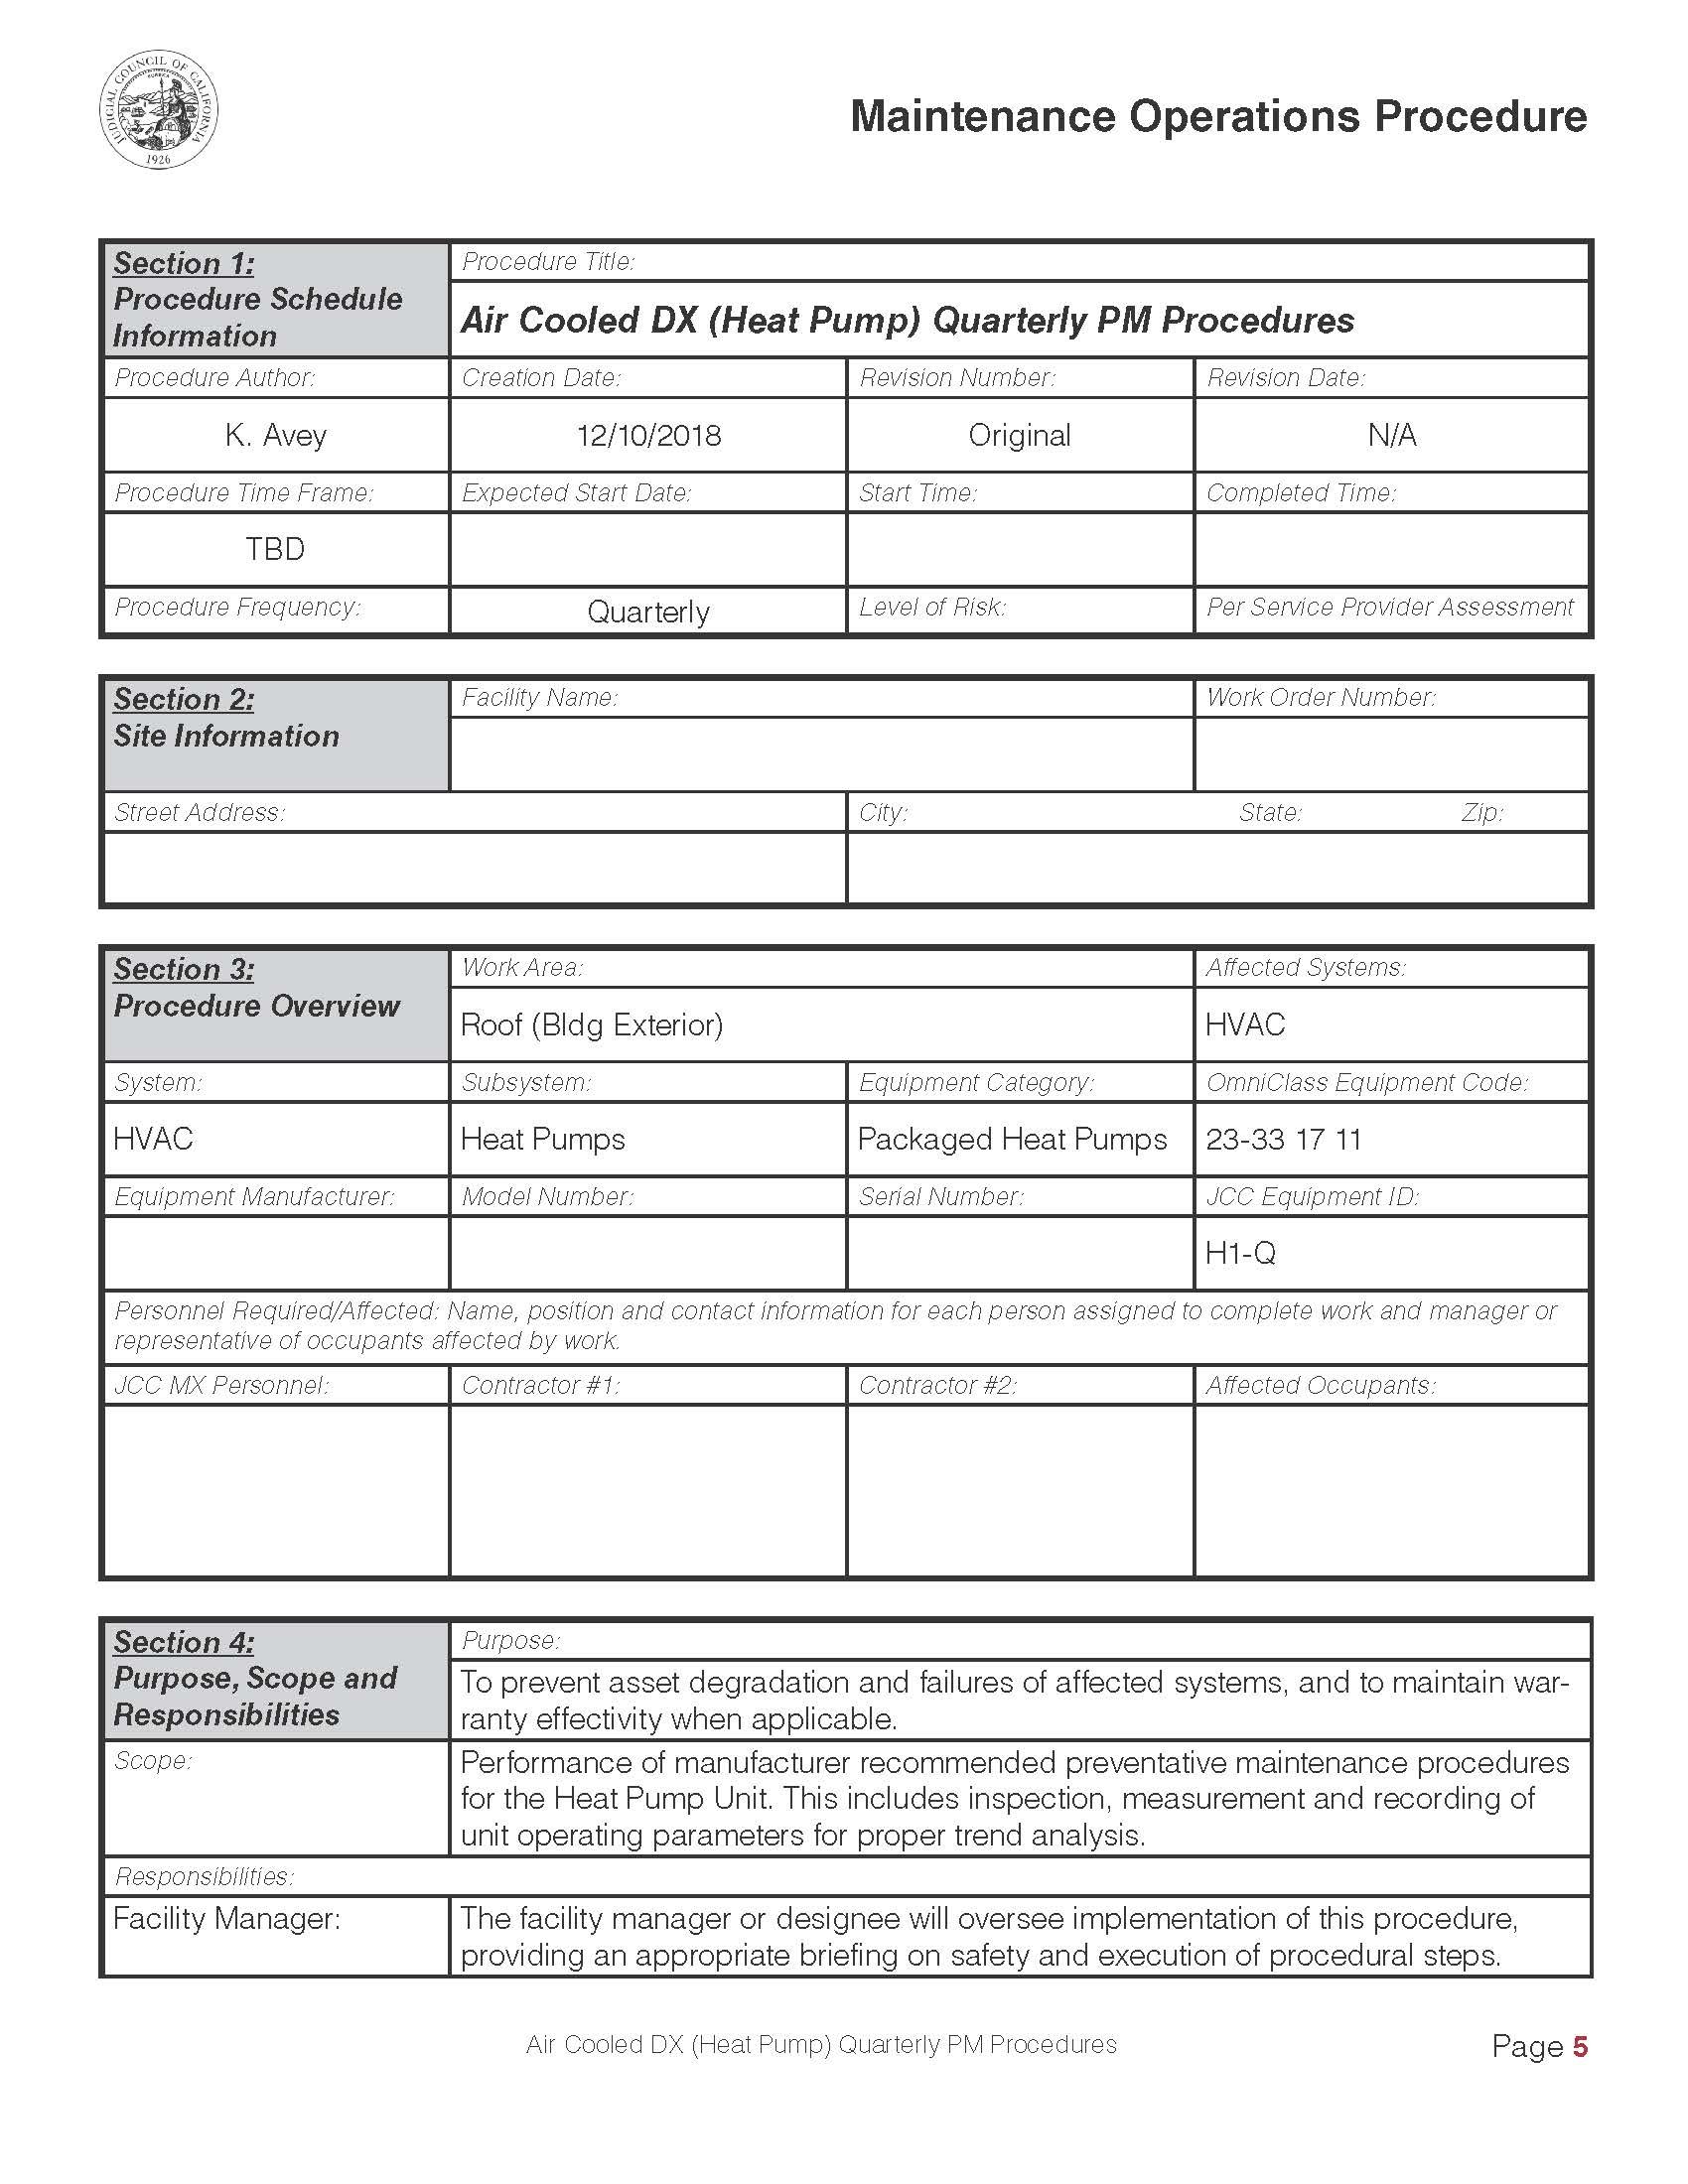 JUDICIAL COUNCIL OF CALIFORNIA
EUREKA
1926
Maintenance Operations Procedure
Section 1:
Procedure Schedule
Information
Procedure Title:
Air Cooled DX (Heat Pump) Quarterly PM Procedures
Procedure Author:
Creation Date:
Revision Number:
Revision Date:
K. Avey
12/10/2018
Original
N/A
Procedure Time Frame:
Expected Start Date:
Start Time:
Completed Time:
TBD
Procedure Frequency:
Quarterly
Level of Risk:
Per Service Provider Assessment
Section 2:
Site Information
Facility Name:
Work Order Number:
Street Address:
City:
State:
Zip:
Section 3:
Procedure Overview
Work Area:
Affected Systems:
Roof (Bldg Exterior)
HVAC
System:
Subsystem:
Equipment Category:
OmniClass Equipment Code:
HVAC
Heat Pumps
Packaged Heat Pumps
23-33 17 11
Equipment Manufacturer:
Model Number:
Serial Number:
JCC Equipment ID:
H1-Q
Personnel Required/Affected: Name, position and contact information for each person assigned to complete work and manager or
representative of occupants affected by work.
JCC MX Personnel:
Contractor #1:
Contractor #2:
Affected Occupants:
Section 4:
Purpose, Scope and
Responsibilities
Purpose:
To prevent asset degradation and failures of affected systems, and to maintain war-
ranty effectivity when applicable.
Scope:
Performance of manufacturer recommended preventative maintenance procedures
for the Heat Pump Unit. This includes inspection, measurement and recording of
unit operating parameters for proper trend analysis.
Responsibilities:
Facility Manager:
The facility manager or designee will oversee implementation of this procedure,
providing an appropriate briefing on safety and execution of procedural steps.
Air Cooled DX (Heat Pump) Quarterly PM Procedures
Page 5